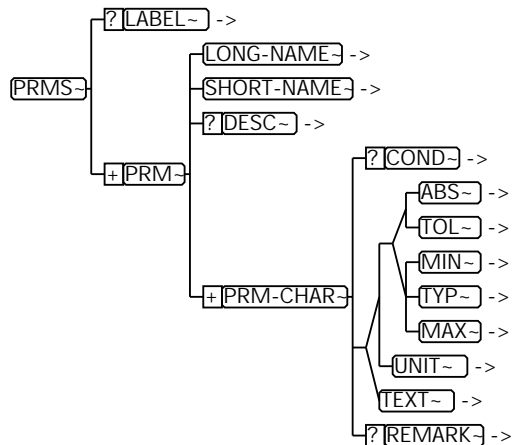 ? LABEL~ ->
LONG-NAME~ ->
PRMS~
SHORT-NAME~ ->
? DESC~ ->
+ PRM~
? COND~ ->
ABS~ ->
TOL~ ->
MIN~ ->
+ PRM-CHAR~
TYP~ ->
MAX~ ->
UNIT~ ->
TEXT~ ->
? REMARK~ ->